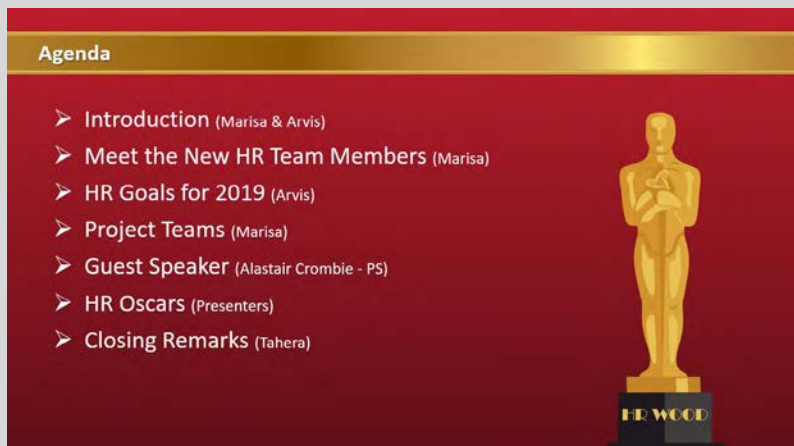 Agenda
Introduction (Marisa & Arvis)
Meet the New HR Team Members (Marisa)
HR Goals for 2019 (Arvis)
Project Teams (Marisa)
Guest Speaker (Alastair Crombie - PS)
HR Oscars (Presenters)
Closing Remarks (Tahera)
HR WOOD